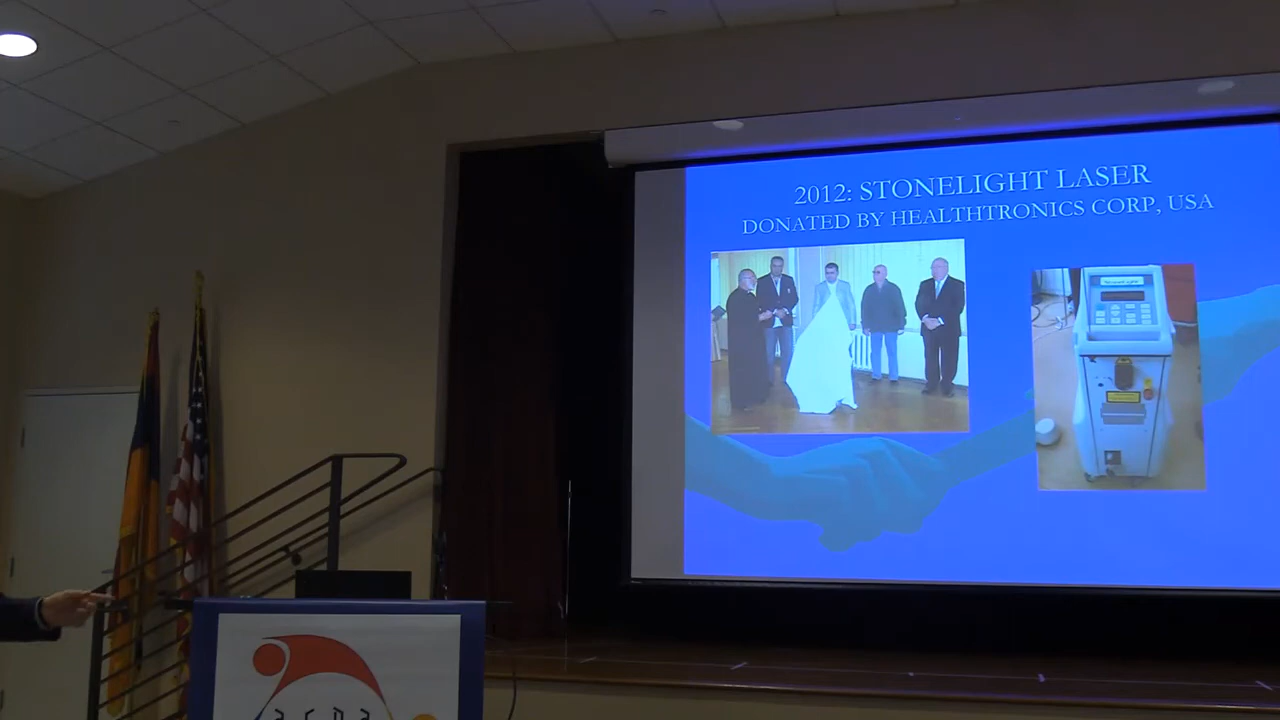 2012: STONELIGHT LASER
DONATED BY HEALTHTRONICS CORP, USA